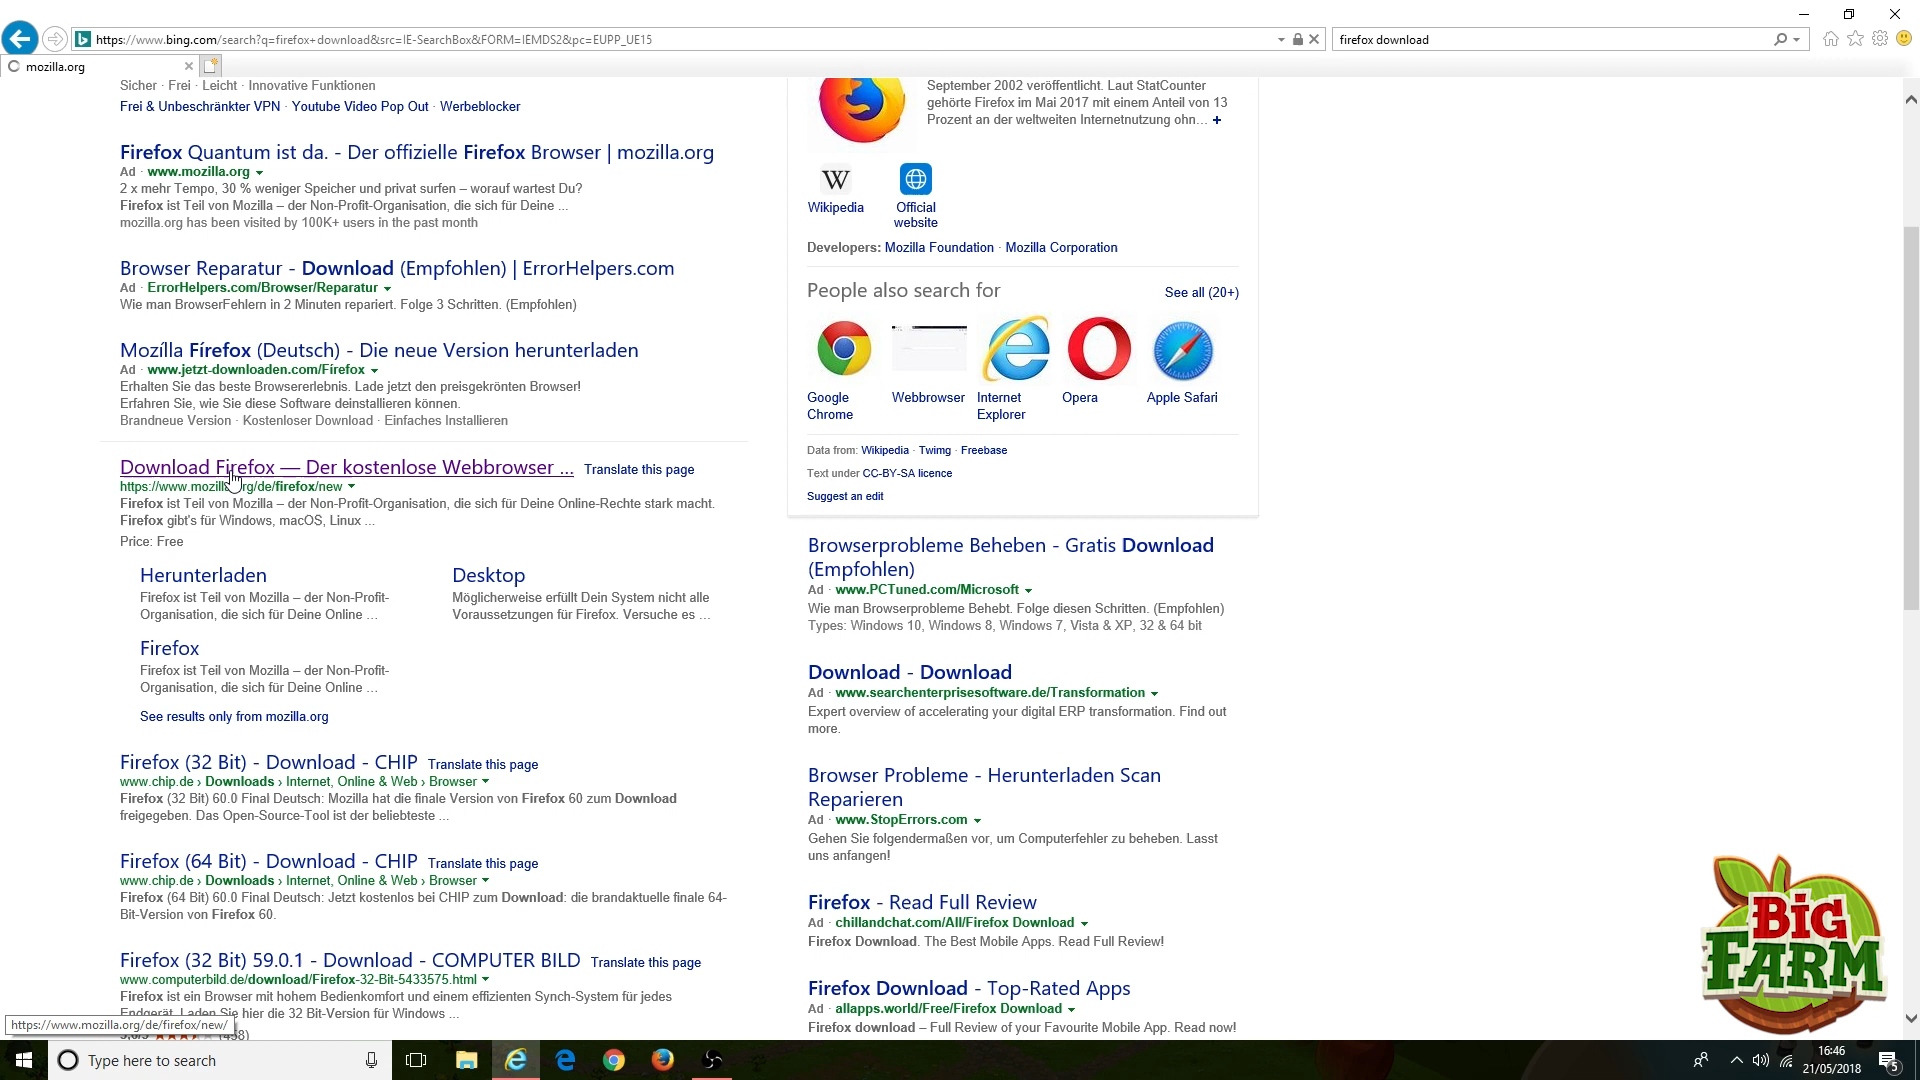 https://www.bing.com/search?q=firefox+download&src=IE-SearchBox&FORM=IEMDS2&pc=EUPP_UE15
firefox download
mozilla.org
Sicher · Frei · Leicht · Innovative Funktionen
Frei & Unbeschränkter VPN · Youtube Video Pop Out · Werbeblocker
Firefox Quantum ist da. - Der offizielle Firefox Browser | mozilla.org
Ad · www.mozilla.org
2 x mehr Tempo, 30 % weniger Speicher und privat surfen – worauf wartest Du?
Firefox ist Teil von Mozilla – der Non-Profit-Organisation, die sich für Deine ...
mozilla.org has been visited by 100K+ users in the past month
Browser Reparatur - Download (Empfohlen) | ErrorHelpers.com
Ad · ErrorHelpers.com/Browser/Reparatur
Wie man BrowserFehlern in 2 Minuten repariert. Folge 3 Schritten. (Empfohlen)
Mozílla Fírefox (Deutsch) - Die neue Version herunterladen
Ad · www.jetzt-downloaden.com/Firefox
Erhalten Sie das beste Browsererlebnis. Lade jetzt den preisgekrönten Browser!
Erfahren Sie, wie Sie diese Software deinstallieren können.
Brandneue Version · Kostenloser Download · Einfaches Installieren
Download Firefox — Der kostenlose Webbrowser ... Translate this page
https://www.mozilla.org/de/firefox/new
Firefox ist Teil von Mozilla – der Non-Profit-Organisation, die sich für Deine Online-Rechte stark macht.
Firefox gibt's für Windows, macOS, Linux ...
Price: Free
Herunterladen
Firefox ist Teil von Mozilla – der Non-Profit-
Organisation, die sich für Deine Online ...
Desktop
Möglicherweise erfüllt Dein System nicht alle
Voraussetzungen für Firefox. Versuche es ...
Firefox
Firefox ist Teil von Mozilla – der Non-Profit-
Organisation, die sich für Deine Online ...
See results only from mozilla.org
Firefox (32 Bit) - Download - CHIP Translate this page
www.chip.de › Downloads › Internet, Online & Web › Browser
Firefox (32 Bit) 60.0 Final Deutsch: Mozilla hat die finale Version von Firefox 60 zum Download
freigegeben. Das Open-Source-Tool ist der beliebteste ...
Firefox (64 Bit) - Download - CHIP Translate this page
www.chip.de › Downloads › Internet, Online & Web › Browser
Firefox (64 Bit) 60.0 Final Deutsch: Jetzt kostenlos bei CHIP zum Download: die brandaktuelle finale 64-
Bit-Version von Firefox 60.
Firefox (32 Bit) 59.0.1 - Download - COMPUTER BILD Translate this page
www.computerbild.de/download/Firefox-32-Bit-5433575.html
Firefox ist ein Browser mit hohem Bedienkomfort und einem effizienten Synch-System für jedes
Endgerät. Laden Sie hier die 32 Bit-Version für Windows ...
https://www.mozilla.org/de/firefox/new/
September 2002 veröffentlicht. Laut StatCounter
gehörte Firefox im Mai 2017 mit einem Anteil von 13
Prozent an der weltweiten Internetnutzung ohn... +
W
Wikipedia
Official
website
Developers: Mozilla Foundation · Mozilla Corporation
People also search for
See all (20+)
Google
Chrome
Webbrowser
Internet
Explorer
Opera
Apple Safari
Data from: Wikipedia · Twimg · Freebase
Text under CC-BY-SA licence
Suggest an edit
Browserprobleme Beheben - Gratis Download
(Empfohlen)
Ad · www.PCTuned.com/Microsoft
Wie man Browserprobleme Behebt. Folge diesen Schritten. (Empfohlen)
Types: Windows 10, Windows 8, Windows 7, Vista & XP, 32 & 64 bit
Download - Download
Ad · www.searchenterprisesoftware.de/Transformation
Expert overview of accelerating your digital ERP transformation. Find out
more.
Browser Probleme - Herunterladen Scan
Reparieren
Ad · www.StopErrors.com
Gehen Sie folgendermaßen vor, um Computerfehler zu beheben. Lasst
uns anfangen!
Firefox - Read Full Review
Ad · chillandchat.com/All/Firefox Download
Firefox Download. The Best Mobile Apps. Read Full Review!
Firefox Download - Top-Rated Apps
Ad · allapps.world/Free/Firefox Download
Firefox download – Full Review of your Favourite Mobile App. Read now!
BIG
FARM
Type here to search
16:46
21/05/2018
5